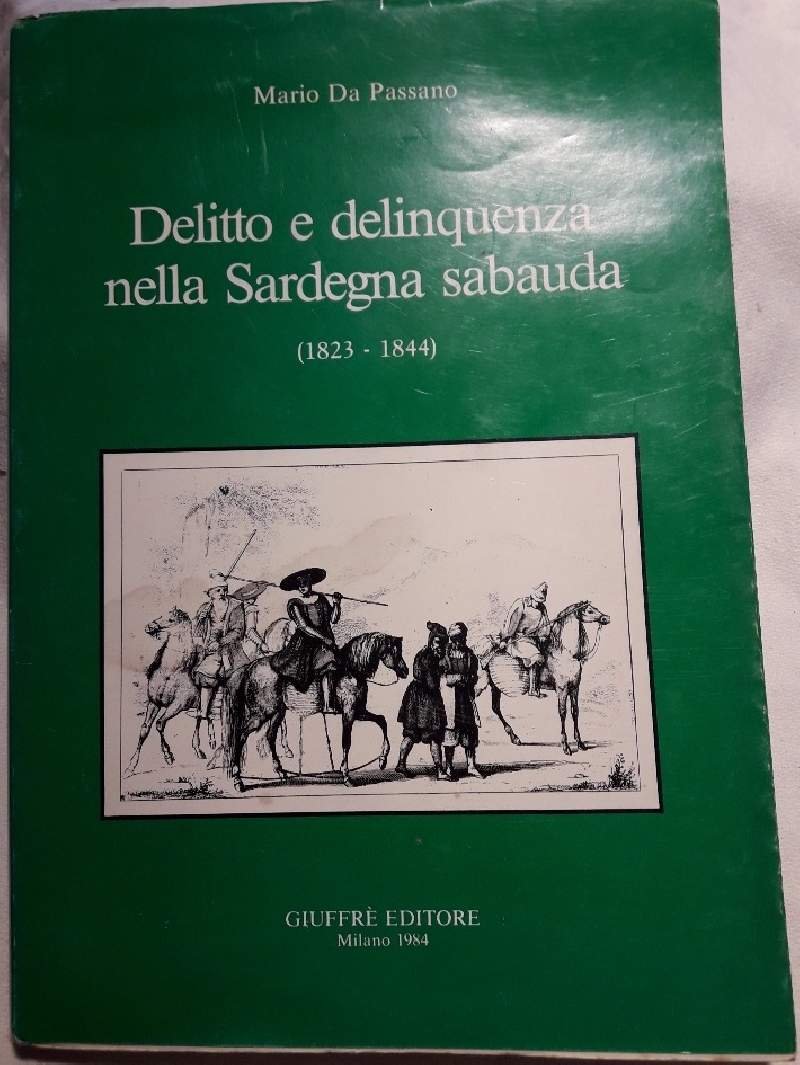 Mario Da Passano
Delitto e delinquenza
nella Sardegna sabauda
(1823 - 1844)
GIUFFRÈ EDITORE
Milano 1984